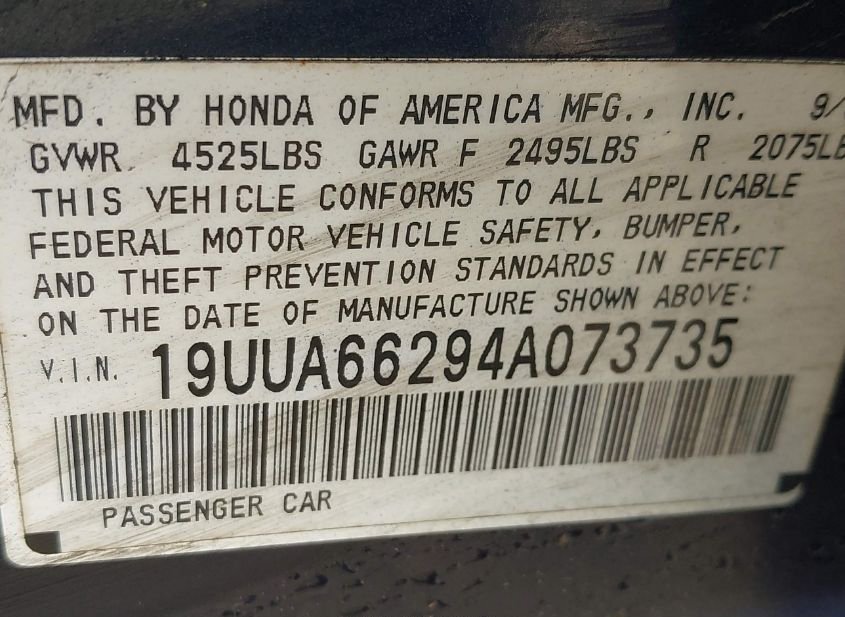 MFD. BY HONDA OF AMERICA MFG., INC. 9/
GVWR 4525LBS GAWR F 2495LBS R 2075LB
THIS VEHICLE CONFORMS TO ALL APPLICABLE
FEDERAL MOTOR VEHICLE SAFETY, BUMPER,
AND THEFT PREVENTION STANDARDS IN EFFECT
ON THE DATE OF MANUFACTURE SHOWN ABOVE:
V.I.N. 19UUA66294A073735
PASSENGER CAR